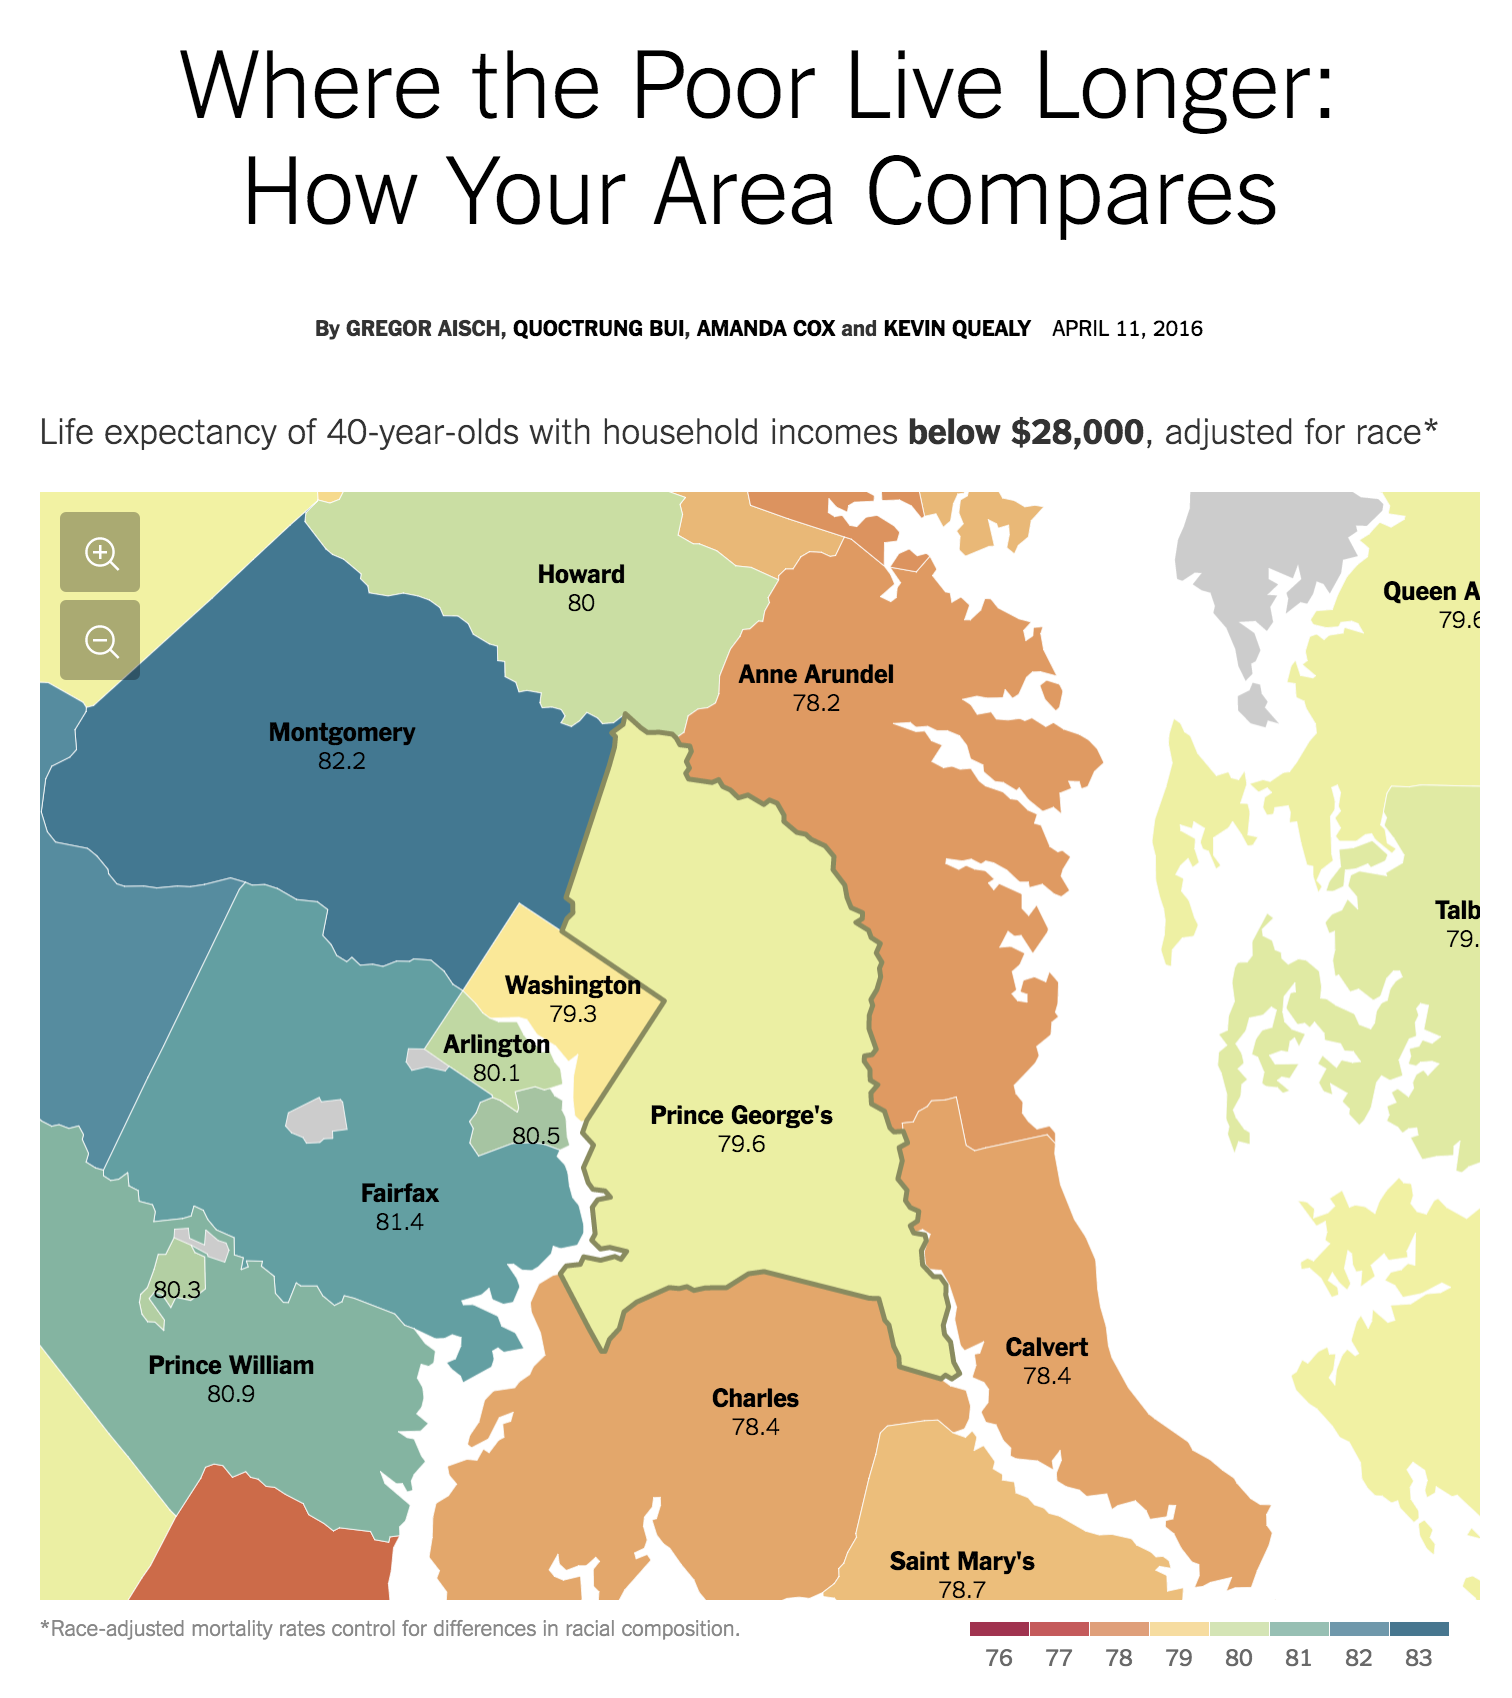 Where the Poor Live Longer:
How Your Area Compares
By GREGOR AISCH, QUOCTRUNG BUI, AMANDA COX and KEVIN QUEALY APRIL 11, 2016
Life expectancy of 40-year-olds with household incomes below $28,000, adjusted for race*
Howard
80
Queen A
79.6
Anne Arundel
78.2
Montgomery
82.2
Talb
79.
Washington
79.3
Arlington
80.1
Prince George's
79.6
80.5
Fairfax
81.4
80.3
Prince William
80.9
Calvert
78.4
Charles
78.4
Saint Mary's
78.7
*Race-adjusted mortality rates control for differences in racial composition.
76 77 78 79 80 81 82 83